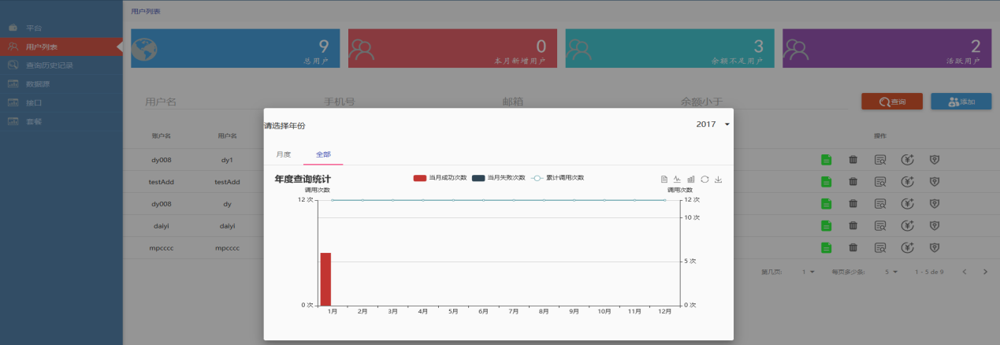 用户列表
平台
用户列表
查询历史记录
数据源
接口
套餐
9
总用户
0
本月新增用户
3
余额不足用户
2
活跃用户
用户名 手机号 邮箱 余额小于
查询 添加
请选择年份 2017
月度 全部
年度查询统计
当月成功次数 当月失败次数 累计调用次数
调用次数 调用次数
12 次 12 次
10 次
5 次
0 次 0 次
1月 2月 3月 4月 5月 6月 7月 8月 9月 10月 11月 12月
账户名 用户名 操作
dy008 dy1
testAdd testAdd
dy008 dy
daiyi daiyi
mpcccc mpcccc
第几页: 1 每页多少条: 5 1 - 5 de 9